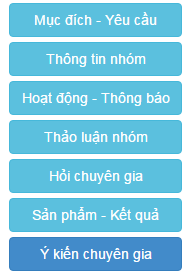 Mục đích - Yêu cầu
Thông tin nhóm
Hoạt động - Thông báo
Thảo luận nhóm
Hỏi chuyên gia
Sản phẩm - Kết quả
Ý kiến chuyên gia